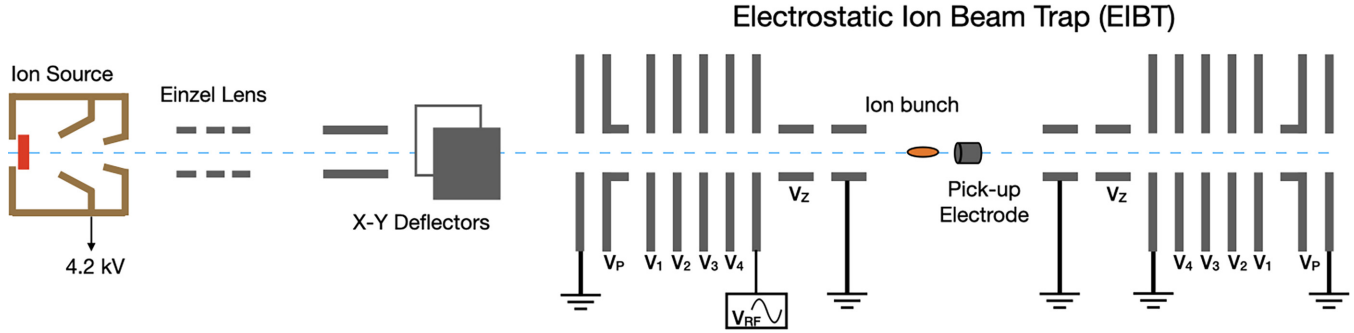 Electrostatic Ion Beam Trap (EIBT)
Ion Source
Einzel Lens
Ion bunch
X-Y Deflectors
Pick-up
Electrode
4.2 kV
VZ
VZ
VP V1 V2 V3 V4
V4 V3 V2 V1 VP
VRF